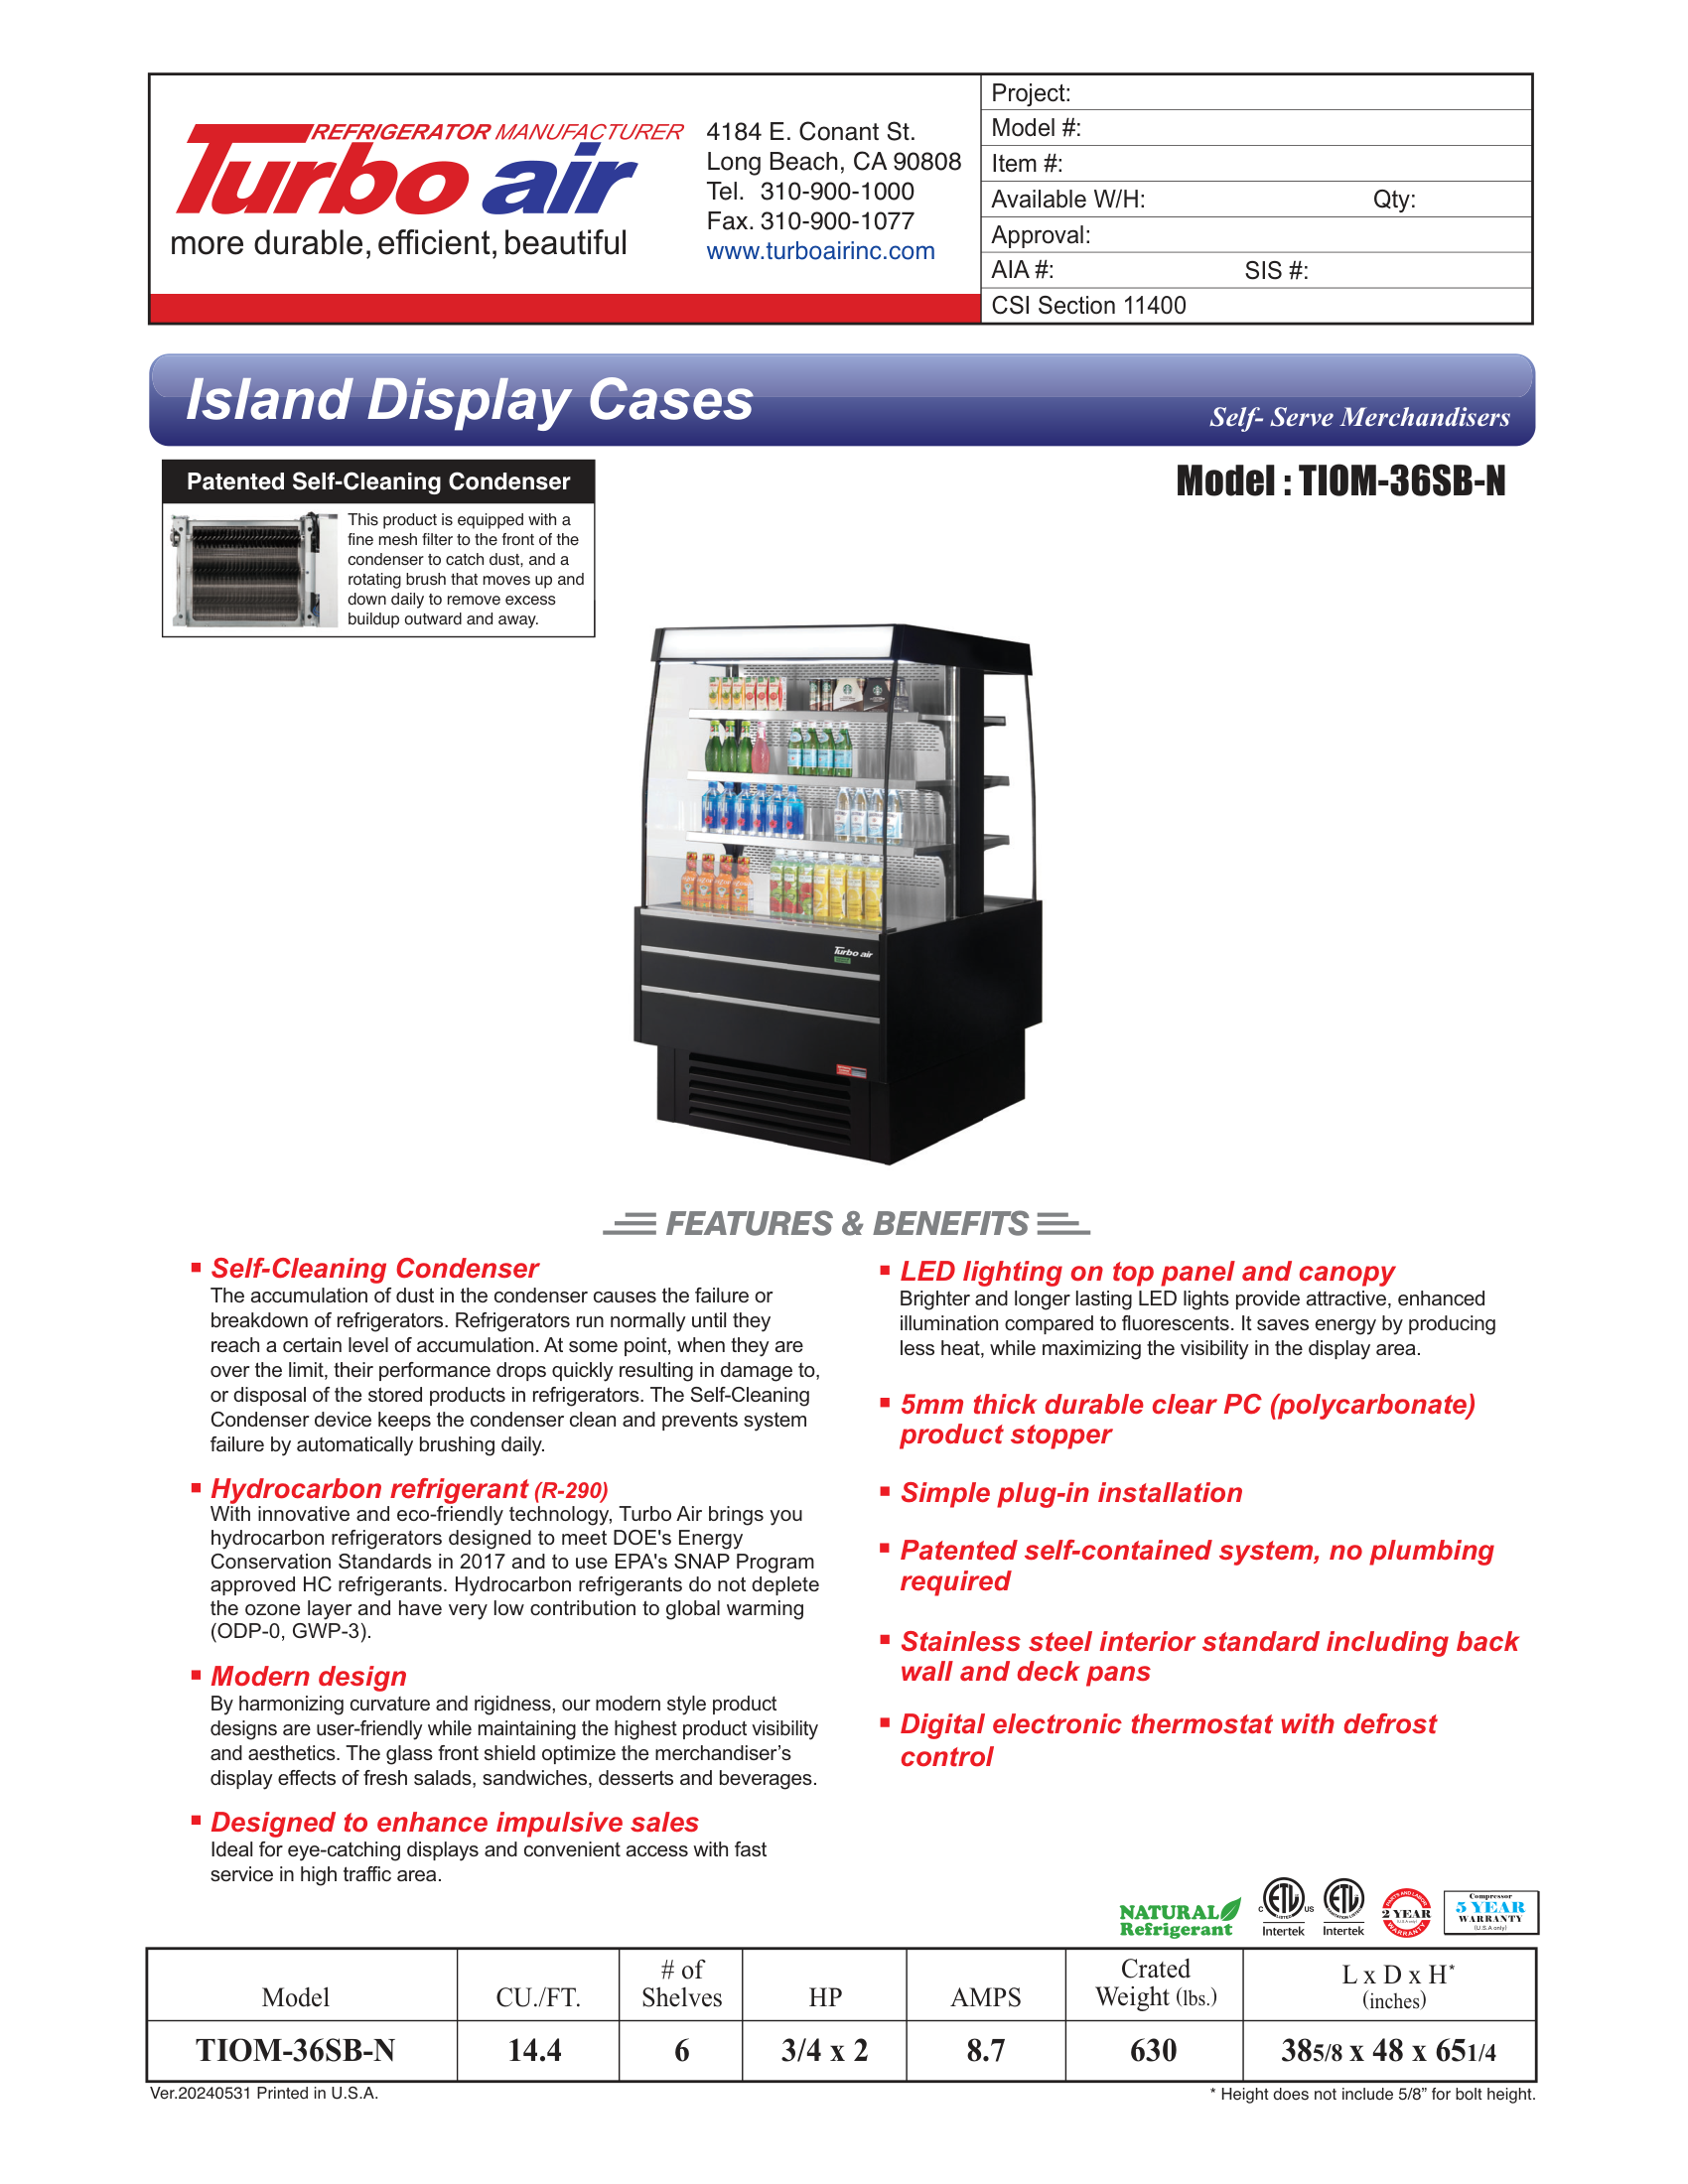 REFRIGERATOR MANUFACTURER
Turbo air
more durable, efficient, beautiful
4184 E. Conant St.
Long Beach, CA 90808
Tel. 310-900-1000
Fax. 310-900-1077
www.turboairinc.com
Project:
Model #:
Item #:
Available W/H: Qty:
Approval:
AIA #: SIS #:
CSI Section 11400
Island Display Cases
Self- Serve Merchandisers
Patented Self-Cleaning Condenser
This product is equipped with a
fine mesh filter to the front of the
condenser to catch dust, and a
rotating brush that moves up and
down daily to remove excess
buildup outward and away.
Model : TIOM-36SB-N
Turbo air
FEATURES & BENEFITS
▪ Self-Cleaning Condenser
The accumulation of dust in the condenser causes the failure or
breakdown of refrigerators. Refrigerators run normally until they
reach a certain level of accumulation. At some point, when they are
over the limit, their performance drops quickly resulting in damage to,
or disposal of the stored products in refrigerators. The Self-Cleaning
Condenser device keeps the condenser clean and prevents system
failure by automatically brushing daily.
▪ Hydrocarbon refrigerant (R-290)
With innovative and eco-friendly technology, Turbo Air brings you
hydrocarbon refrigerators designed to meet DOE's Energy
Conservation Standards in 2017 and to use EPA's SNAP Program
approved HC refrigerants. Hydrocarbon refrigerants do not deplete
the ozone layer and have very low contribution to global warming
(ODP-0, GWP-3).
▪ Modern design
By harmonizing curvature and rigidness, our modern style product
designs are user-friendly while maintaining the highest product visibility
and aesthetics. The glass front shield optimize the merchandiser’s
display effects of fresh salads, sandwiches, desserts and beverages.
▪ Designed to enhance impulsive sales
Ideal for eye-catching displays and convenient access with fast
service in high traffic area.
▪ LED lighting on top panel and canopy
Brighter and longer lasting LED lights provide attractive, enhanced
illumination compared to fluorescents. It saves energy by producing
less heat, while maximizing the visibility in the display area.
▪ 5mm thick durable clear PC (polycarbonate)
product stopper
▪ Simple plug-in installation
▪ Patented self-contained system, no plumbing
required
▪ Stainless steel interior standard including back
wall and deck pans
▪ Digital electronic thermostat with defrost
control
NATURAL
Refrigerant
C ETL US
LISTED
Intertek
ETL
Intertek
PARTS AND LABOR
2 YEAR
(U.S.A only)
WARRANTY
Compressor
5 YEAR
WARRANTY
(U.S.A only)
Model CU./FT. # of Shelves HP AMPS Crated Weight (lbs.) L x D x H* (inches)
TIOM-36SB-N 14.4 6 3/4 x 2 8.7 630 385/8 x 48 x 651/4
Ver.20240531 Printed in U.S.A.
* Height does not include 5/8” for bolt height.